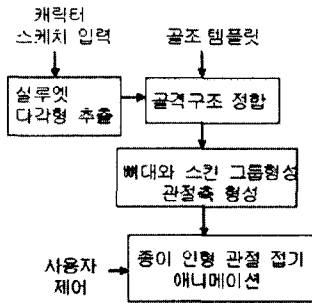 캐릭터
스케치 입력
골조 템플릿
실루엣
다각형 추출
골격구조 정합
뼈대와 스킨 그룹형성
관절축 형성
사용자
제어
종이 인형 관절 접기
애니메이션